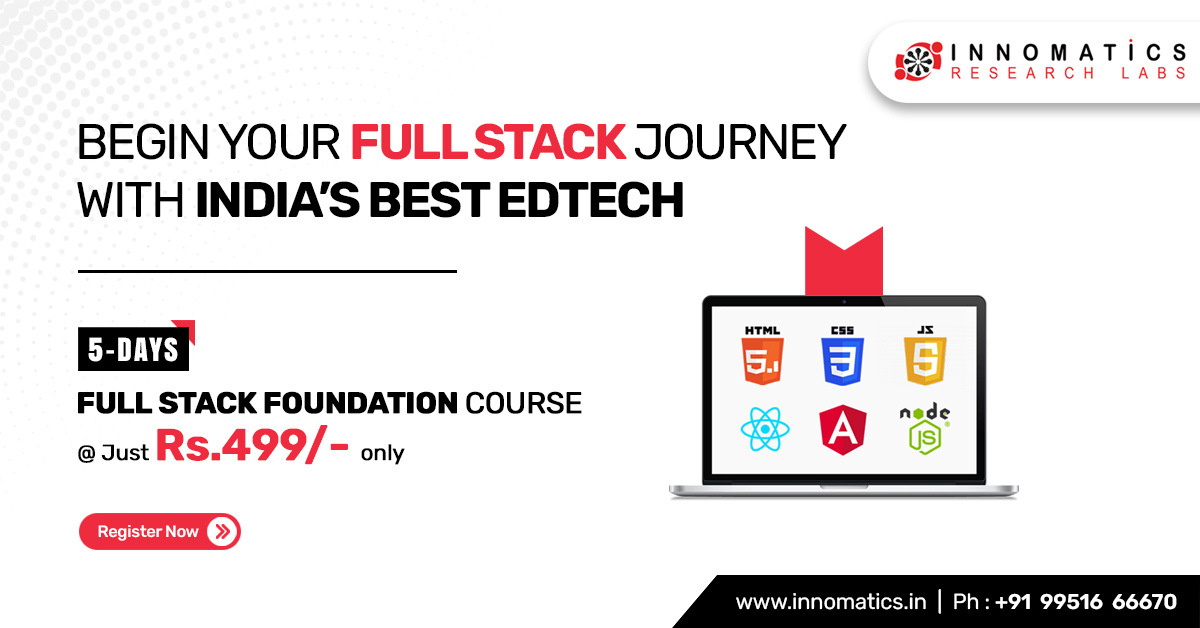 INNOMATiCS
RESEARCH LABS
BEGIN YOUR FULL STACK JOURNEY
WITH INDIA'S BEST EDTECH
5-DAYS
FULL STACK FOUNDATION COURSE
@ Just Rs.499/- only
Register Now
HTML CSS JS
5.1 3 5
A node
JS
®
www.innomatics.in | Ph : +91 99516 66670